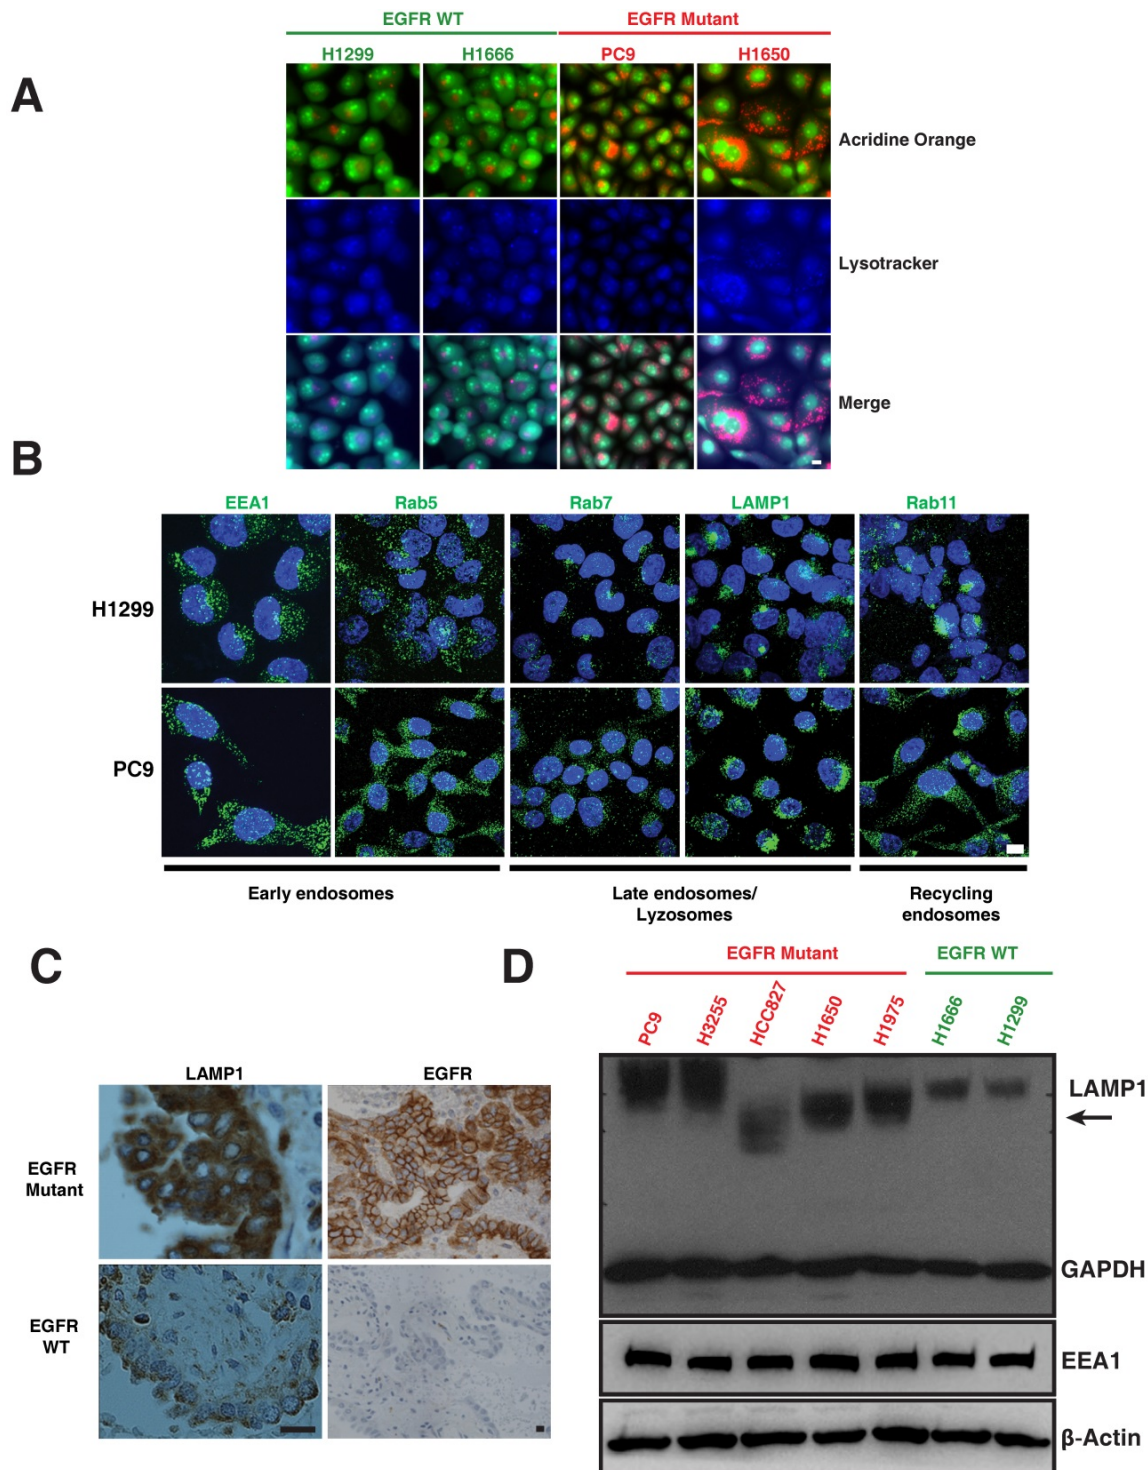 EGFR WT
EGFR Mutant
H1299
H1666
PC9
H1650
A
Acridine Orange
Lysotracker
Merge
B
EEA1
Rab5
Rab7
LAMP1
Rab11
H1299
PC9
Early endosomes
Late endosomes/
Lyzosomes
Recycling
endosomes
C
LAMP1
EGFR
EGFR
Mutant
EGFR
WT
D
EGFR Mutant
EGFR WT
PC9
H3255
HCC827
H1650
H1975
H1666
H1299
LAMP1
GAPDH
EEA1
β-Actin